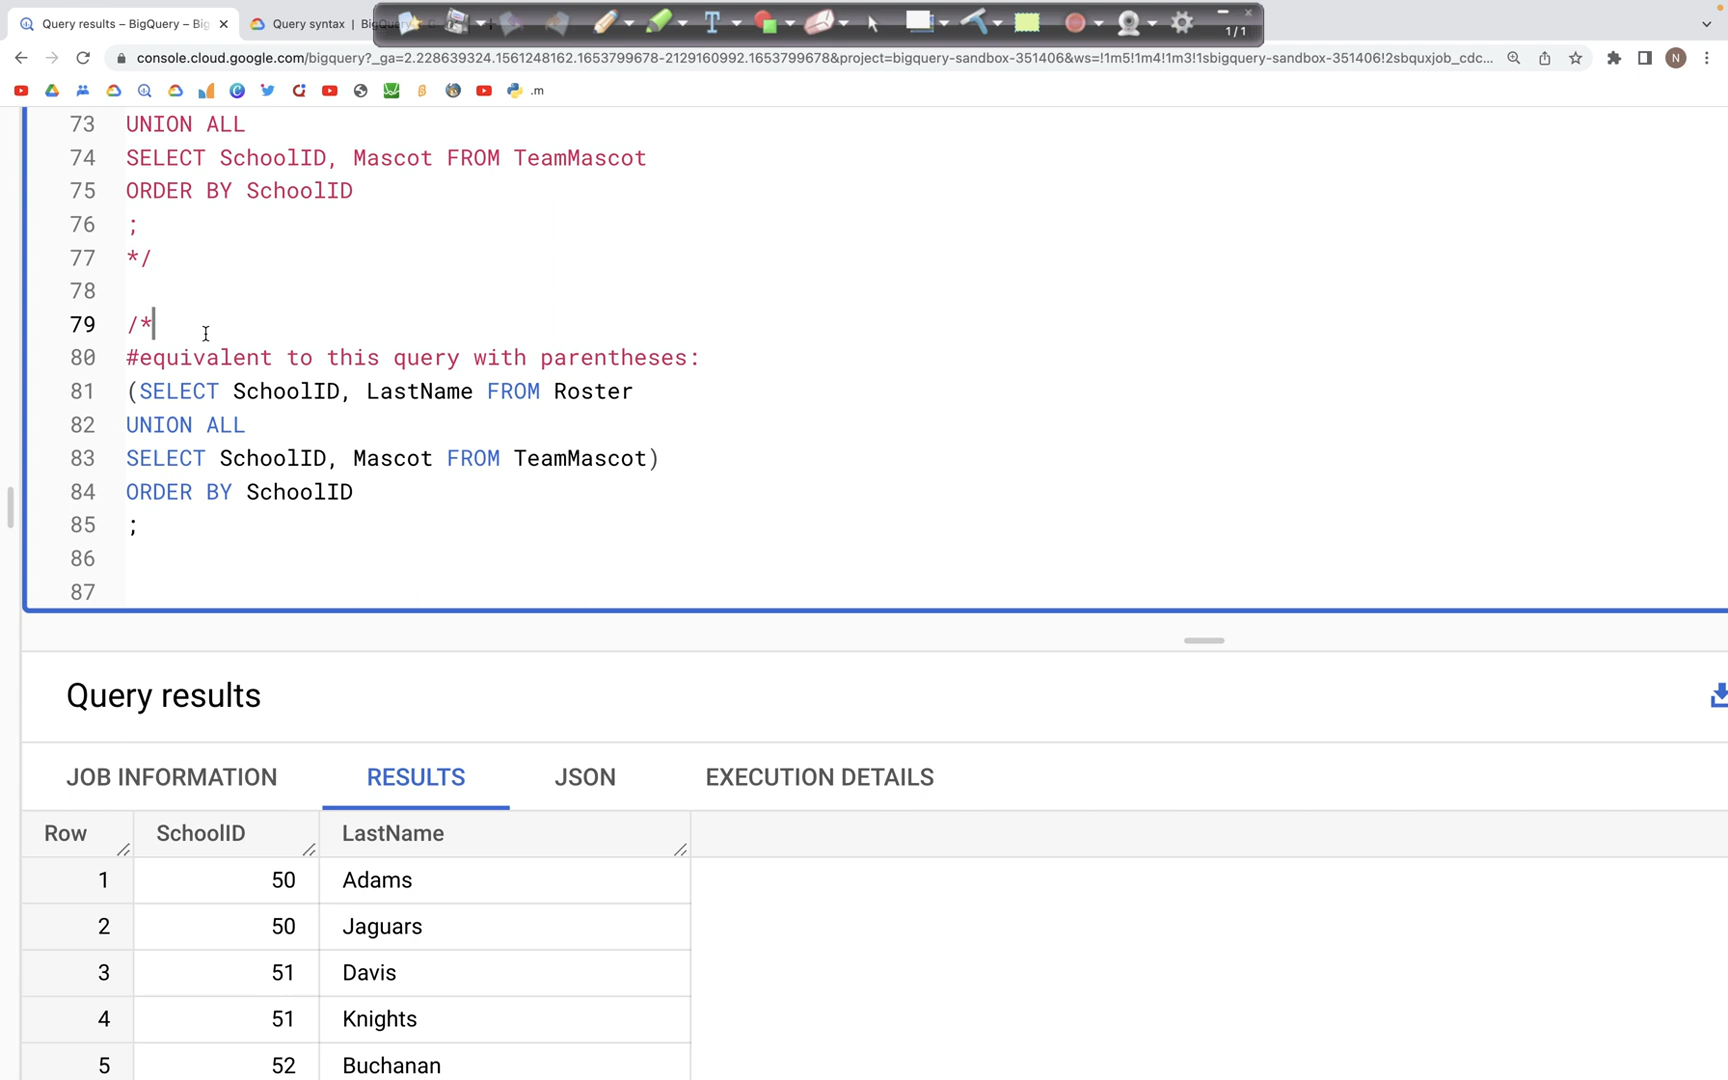 Query results – BigQuery – Big
Query syntax | BigQuery
1/1
console.cloud.google.com/bigquery?_ga=2.228639324.1561248162.1653799678-2129160992.1653799678&project=bigquery-sandbox-351406&ws=!1m5!1m4!1m3!1sbigquery-sandbox-351406!2sbquxjob_cdc...
N
.m
73 UNION ALL
74 SELECT SchoolID, Mascot FROM TeamMascot
75 ORDER BY SchoolID
76 ;
77 */
78
79 /*
80 #equivalent to this query with parentheses:
81 (SELECT SchoolID, LastName FROM Roster
82 UNION ALL
83 SELECT SchoolID, Mascot FROM TeamMascot)
84 ORDER BY SchoolID
85 ;
86
87
Query results
JOB INFORMATION RESULTS JSON EXECUTION DETAILS
Row SchoolID LastName
1 50 Adams
2 50 Jaguars
3 51 Davis
4 51 Knights
5 52 Buchanan